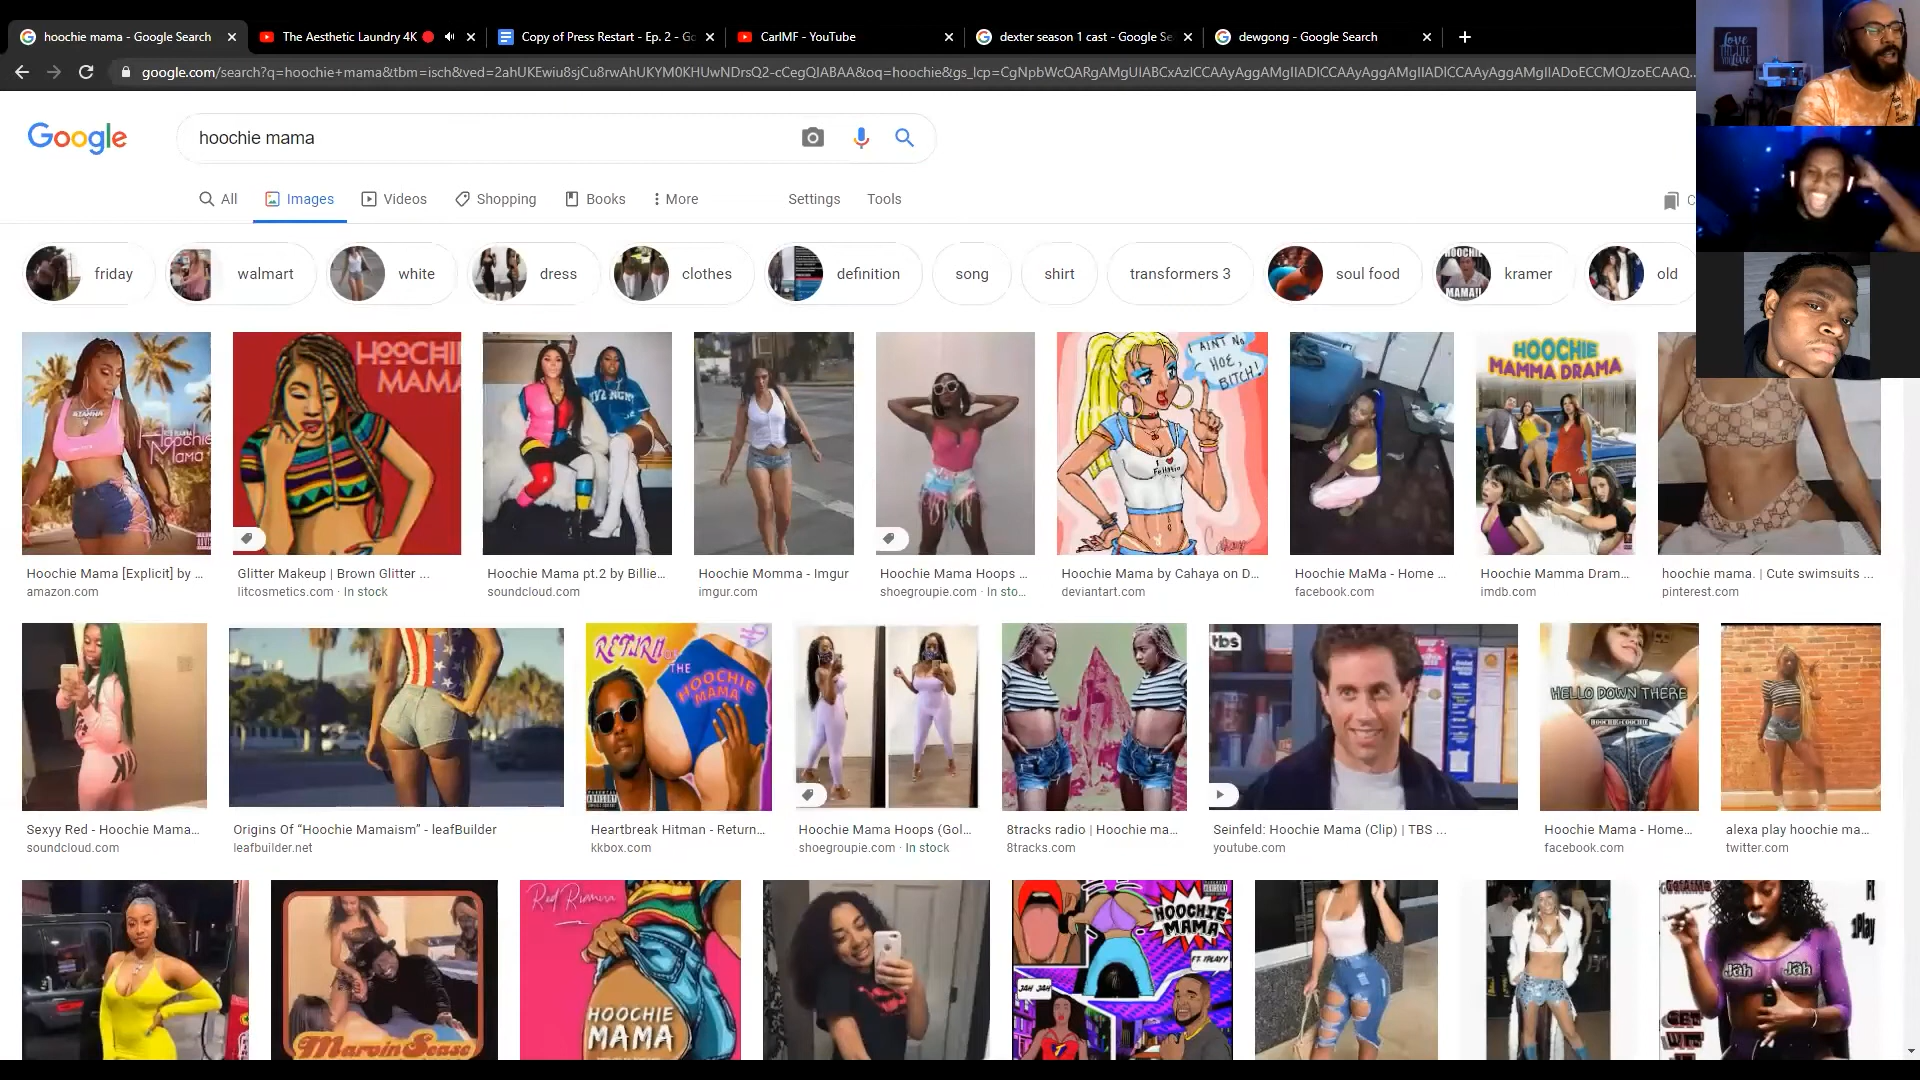 hoochie mama - Google Search
The Aesthetic Laundry 4K
Copy of Press Restart - Ep. 2 - Go
CarlMF - YouTube
dexter season 1 cast - Google Se
dewgong - Google Search
Google
hoochie mama
All
Images
Videos
Shopping
Books
More
Settings
Tools
friday
walmart
white
dress
clothes
definition
song
shirt
transformers 3
soul food
kramer
old
HOOCHIE
MAMA!!
Hoochie
Mama
HOOCHI
MAMA
I AINT No
HOE,
BITCH!
I ♥
Fellatio
HOOCHIE
MAMMA DRAMA
Hoochie Mama [Explicit] by ...
amazon.com
Glitter Makeup | Brown Glitter ...
litcosmetics.com · In stock
Hoochie Mama pt.2 by Billie...
soundcloud.com
Hoochie Momma - Imgur
imgur.com
Hoochie Mama Hoops ...
shoegroupie.com · In sto...
Hoochie Mama by Cahaya on D...
deviantart.com
Hoochie MaMa - Home ...
facebook.com
Hoochie Mamma Dram...
imdb.com
hoochie mama. | Cute swimsuits ...
pinterest.com
RETURN
THE
HOOCHIE
MAMA
tbs
HELLO DOWN THERE
Sexyy Red - Hoochie Mama...
soundcloud.com
Origins Of “Hoochie Mamaism” - leafBuilder
leafbuilder.net
Heartbreak Hitman - Return...
kkbox.com
Hoochie Mama Hoops (Gol...
shoegroupie.com · In stock
8tracks radio | Hoochie ma...
8tracks.com
Seinfeld: Hoochie Mama (Clip) | TBS ...
youtube.com
Hoochie Mama - Home...
facebook.com
alexa play hoochie ma...
twitter.com
Marvin Sease
HOOCHIE
MAMA
HOOCHIE
MAMA
JAH JAH
Jah Jah